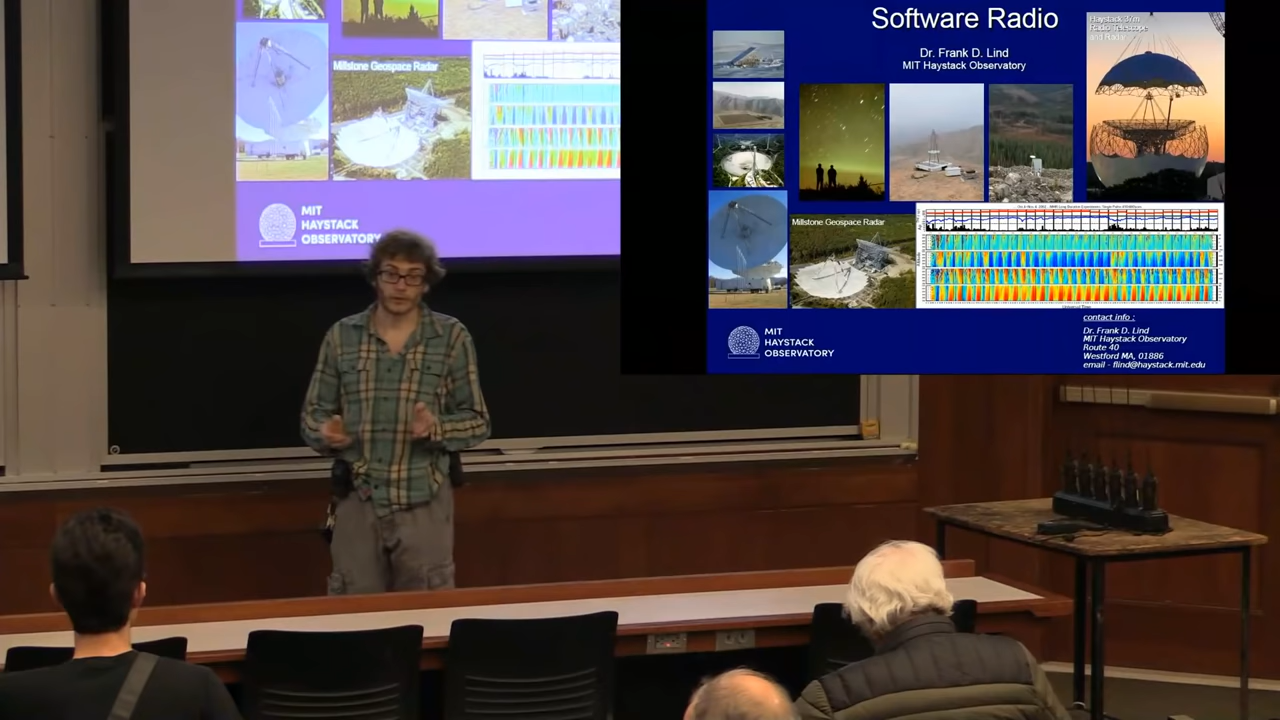 Millstone Geospace Radar
MIT
HAYSTACK
OBSERVATORY
Software Radio
Dr. Frank D. Lind
MIT Haystack Observatory
Haystack 37m
Radio Telescope
and Radar
Millstone Geospace Radar
MIT
HAYSTACK
OBSERVATORY
contact info :
Dr. Frank D. Lind
MIT Haystack Observatory
Route 40
Westford MA, 01886
email - flind@haystack.mit.edu